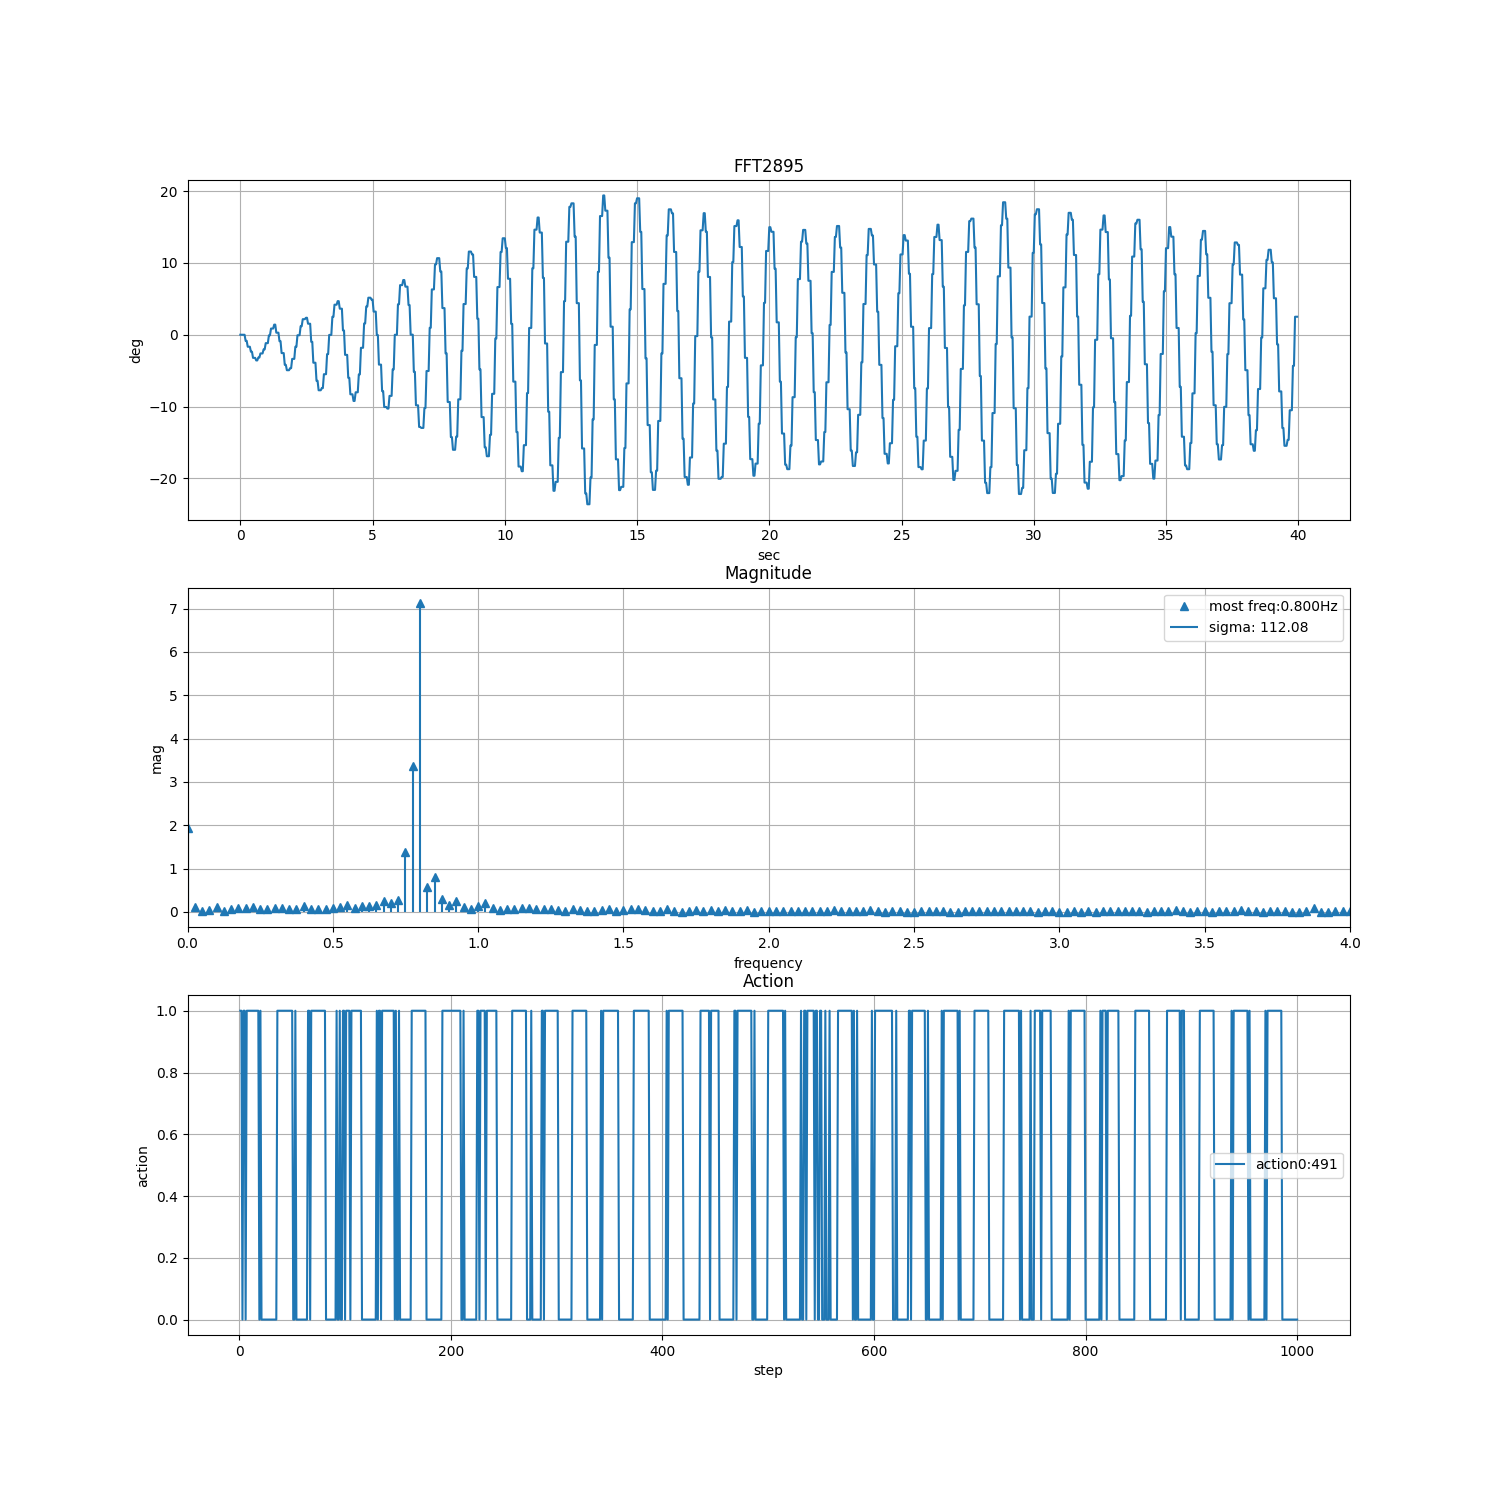 FFT2895
20
10
0
−10
−20
deg
0 5 10 15 20 25 30 35 40
sec
Magnitude
7
6
5
4
3
2
1
0
mag
most freq:0.800Hz
sigma: 112.08
0.0 0.5 1.0 1.5 2.0 2.5 3.0 3.5 4.0
frequency
Action
1.0
0.8
0.6
0.4
0.2
0.0
action
action0:491
0 200 400 600 800 1000
step